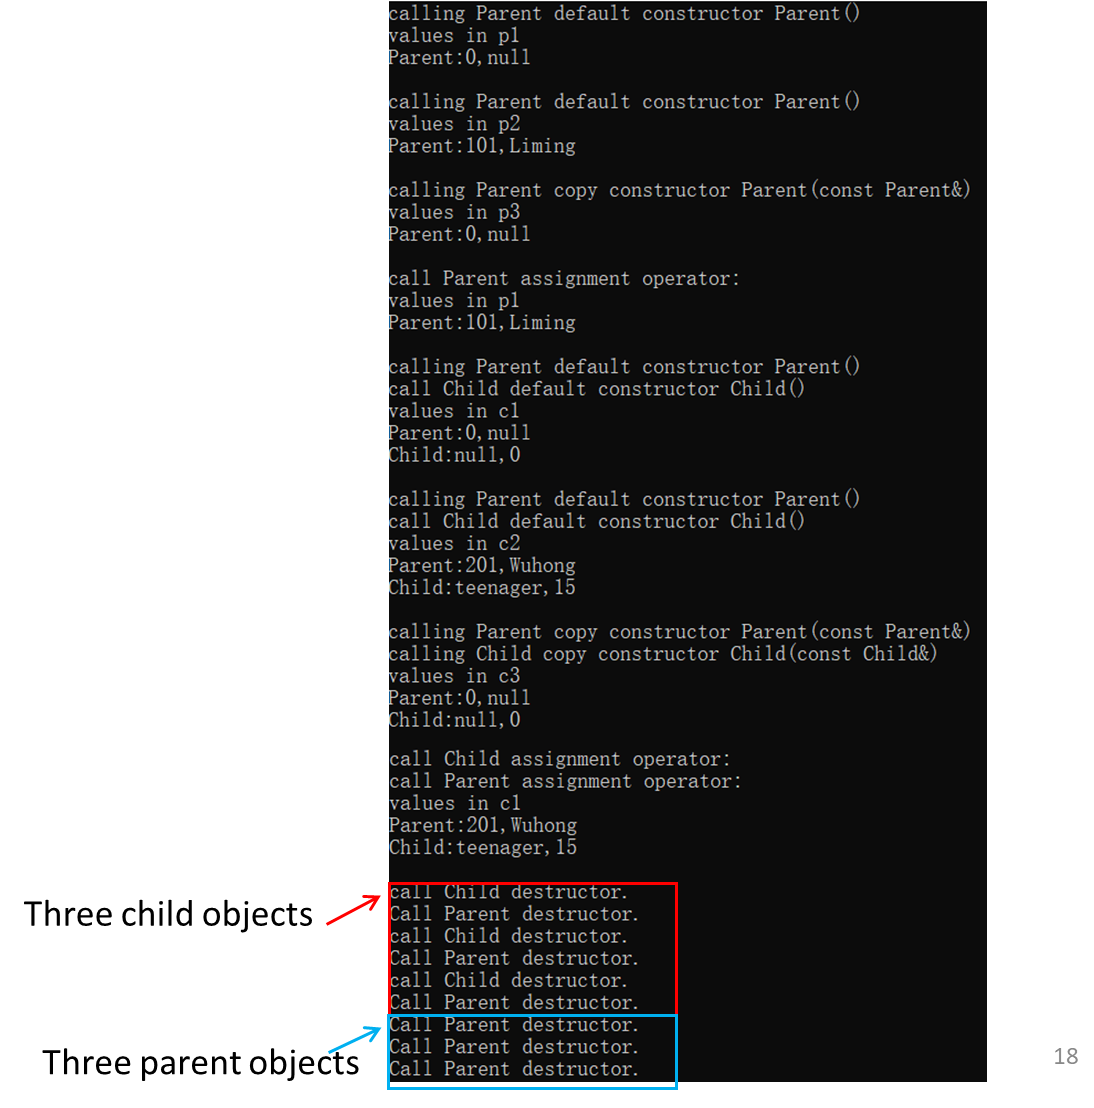 calling Parent default constructor Parent()
values in p1
Parent:0,null
calling Parent default constructor Parent()
values in p2
Parent:101,Liming
calling Parent copy constructor Parent(const Parent&)
values in p3
Parent:0,null
call Parent assignment operator:
values in p1
Parent:101,Liming
calling Parent default constructor Parent()
call Child default constructor Child()
values in c1
Parent:0,null
Child:null,0
calling Parent default constructor Parent()
call Child default constructor Child()
values in c2
Parent:201,Wuhong
Child:teenager,15
calling Parent copy constructor Parent(const Parent&)
calling Child copy constructor Child(const Child&)
values in c3
Parent:0,null
Child:null,0
call Child assignment operator:
call Parent assignment operator:
values in c1
Parent:201,Wuhong
Child:teenager,15
Three child objects
call Child destructor.
Call Parent destructor.
call Child destructor.
Call Parent destructor.
call Child destructor.
Call Parent destructor.
Three parent objects
Call Parent destructor.
Call Parent destructor.
Call Parent destructor.
18